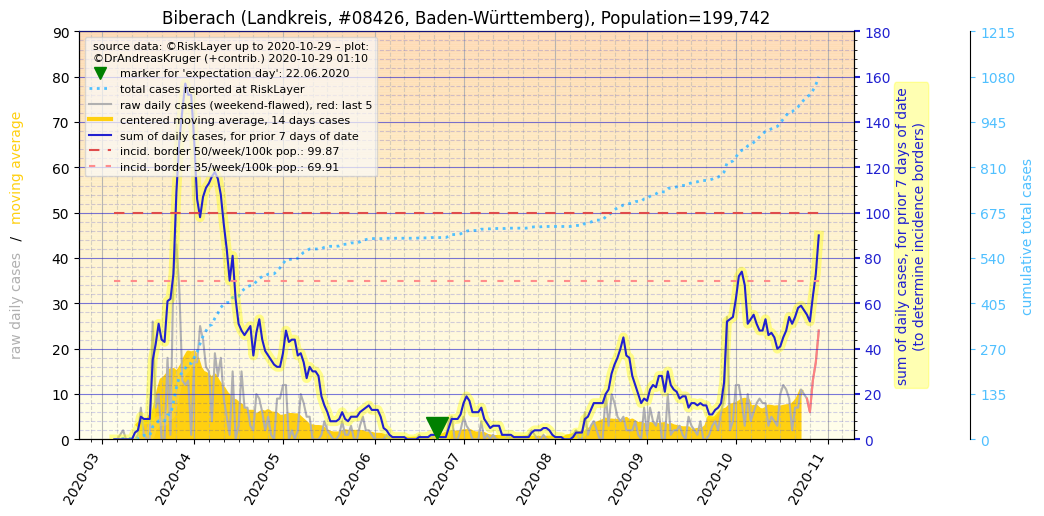 Biberach (Landkreis, #08426, Baden-Württemberg), Population=199,742
source data: ©RiskLayer up to 2020-10-29 – plot:
©DrAndreasKruger (+contrib.) 2020-10-29 01:10
marker for 'expectation day': 22.06.2020
total cases reported at RiskLayer
raw daily cases (weekend-flawed), red: last 5
centered moving average, 14 days cases
sum of daily cases, for prior 7 days of date
incid. border 50/week/100k pop.: 99.87
incid. border 35/week/100k pop.: 69.91
raw daily cases / moving average
90
80
70
60
50
40
30
20
10
0
180
160
140
120
100
80
60
40
20
0
sum of daily cases, for prior 7 days of date
(to determine incidence borders)
1215
1080
945
810
675
540
405
270
135
0
cumulative total cases
2020-03
2020-04
2020-05
2020-06
2020-07
2020-08
2020-09
2020-10
2020-11